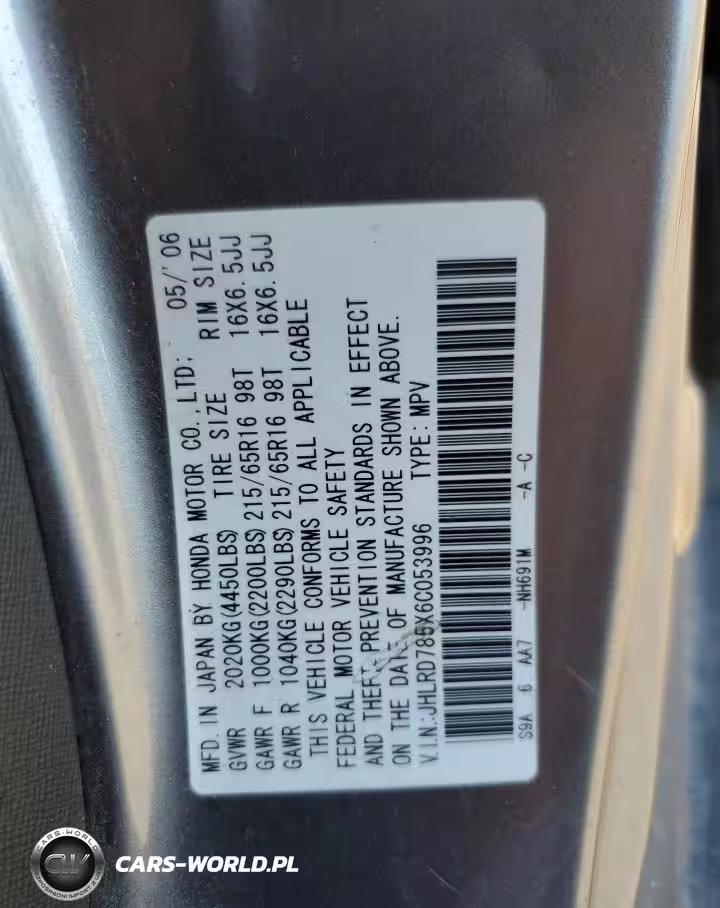 MFD. IN JAPAN BY HONDA MOTOR CO., LTD; 05/'06
GVWR 2020KG(4450LBS) TIRE SIZE RIM SIZE
GAWR F 1000KG(2200LBS) 215/65R16 98T 16X6.5JJ
GAWR R 1040KG(2290LBS) 215/65R16 98T 16X6.5JJ
THIS VEHICLE CONFORMS TO ALL APPLICABLE
FEDERAL MOTOR VEHICLE SAFETY
AND THEFT PREVENTION STANDARDS IN EFFECT
ON THE DATE OF MANUFACTURE SHOWN ABOVE.
V.I.N.:JHLRD785X6C053996 TYPE:MPV
S9A 6 AA7 -NH691M -A -C
CARS-WORLD
CW
CARS-WORLD.PL